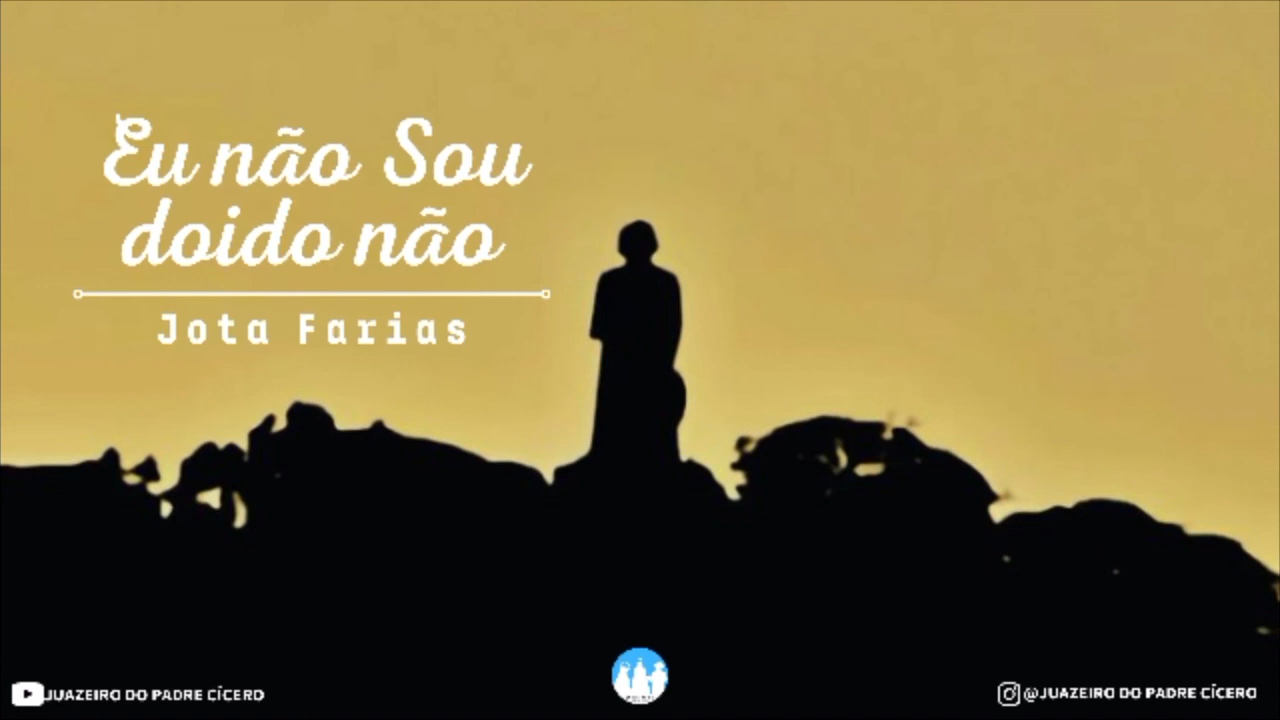 Eu não Sou
doido não
Jota Farias
JUAZEIRO DO PADRE CÍCERO
@JUAZEIRO DO PADRE CÍCERO